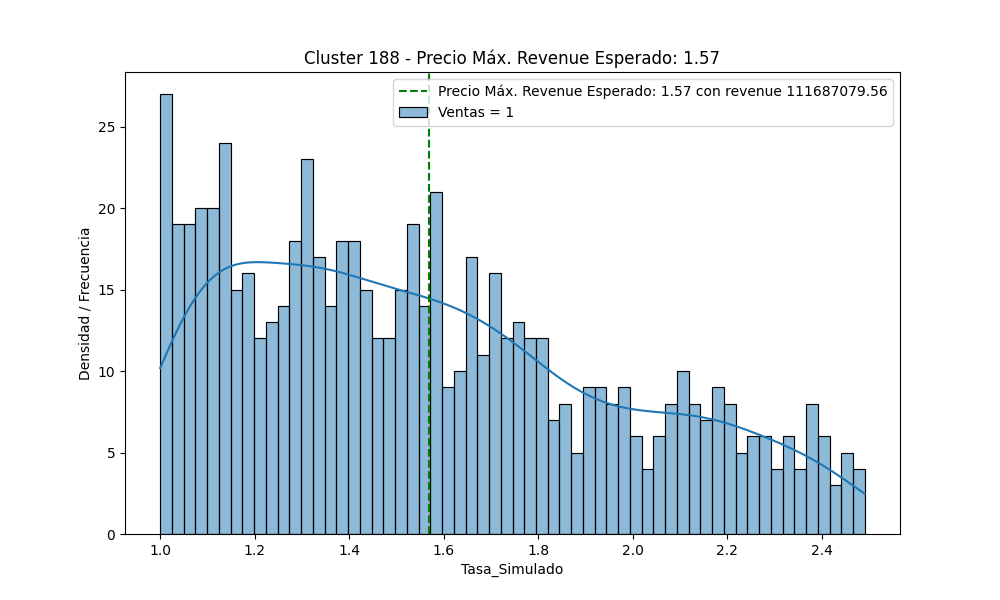 Cluster 188 - Precio Máx. Revenue Esperado: 1.57
Precio Máx. Revenue Esperado: 1.57 con revenue 111687079.56
Ventas = 1
Densidad / Frecuencia
25
20
15
10
5
0
1.0 1.2 1.4 1.6 1.8 2.0 2.2 2.4
Tasa_Simulado